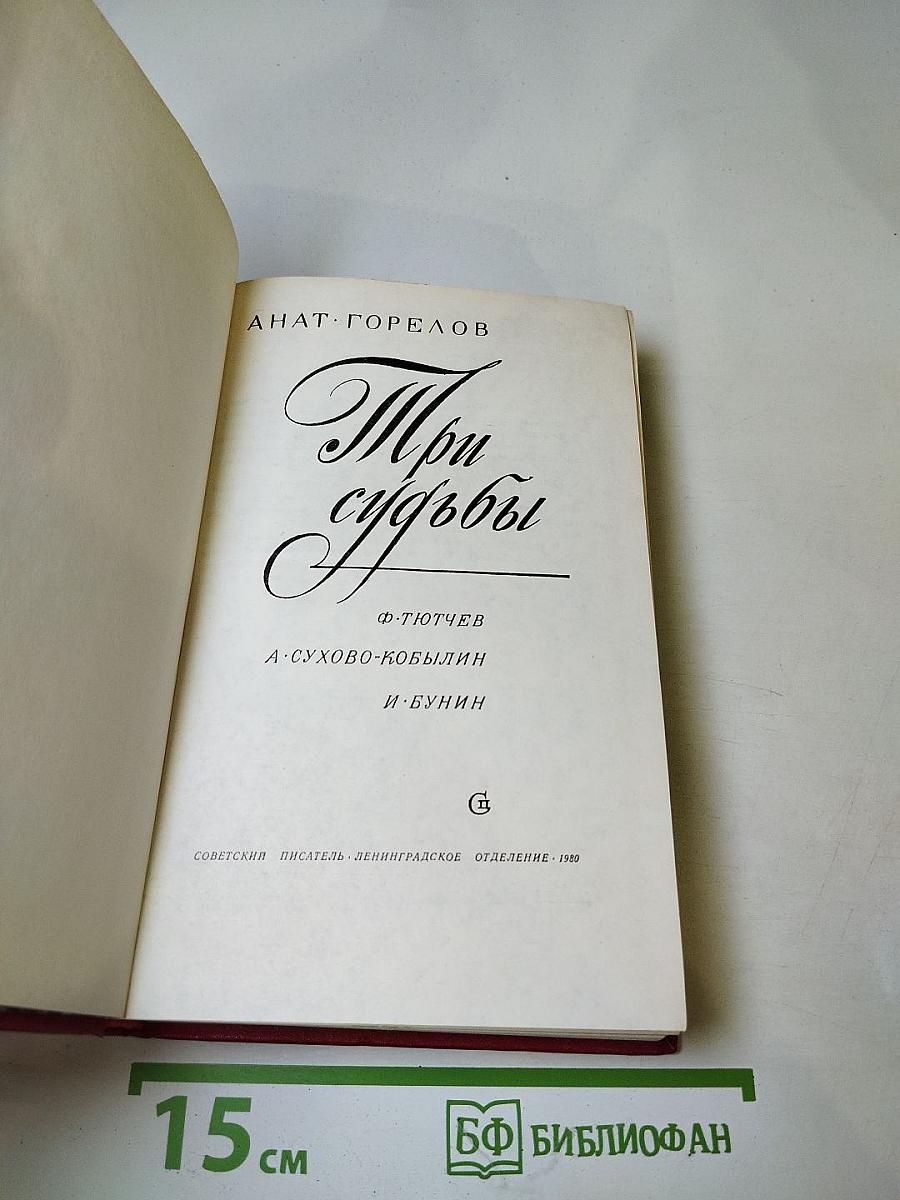 АНАТ·ГОРЕЛОВ
Три
судьбы
Ф·ТЮТЧЕВ
А·СУХОВО-КОБЫЛИН
И·БУНИН
СП
СОВЕТСКИЙ ПИСАТЕЛЬ·ЛЕНИНГРАДСКОЕ ОТДЕЛЕНИЕ·1980
15 см
БФ БИБЛИОФАН